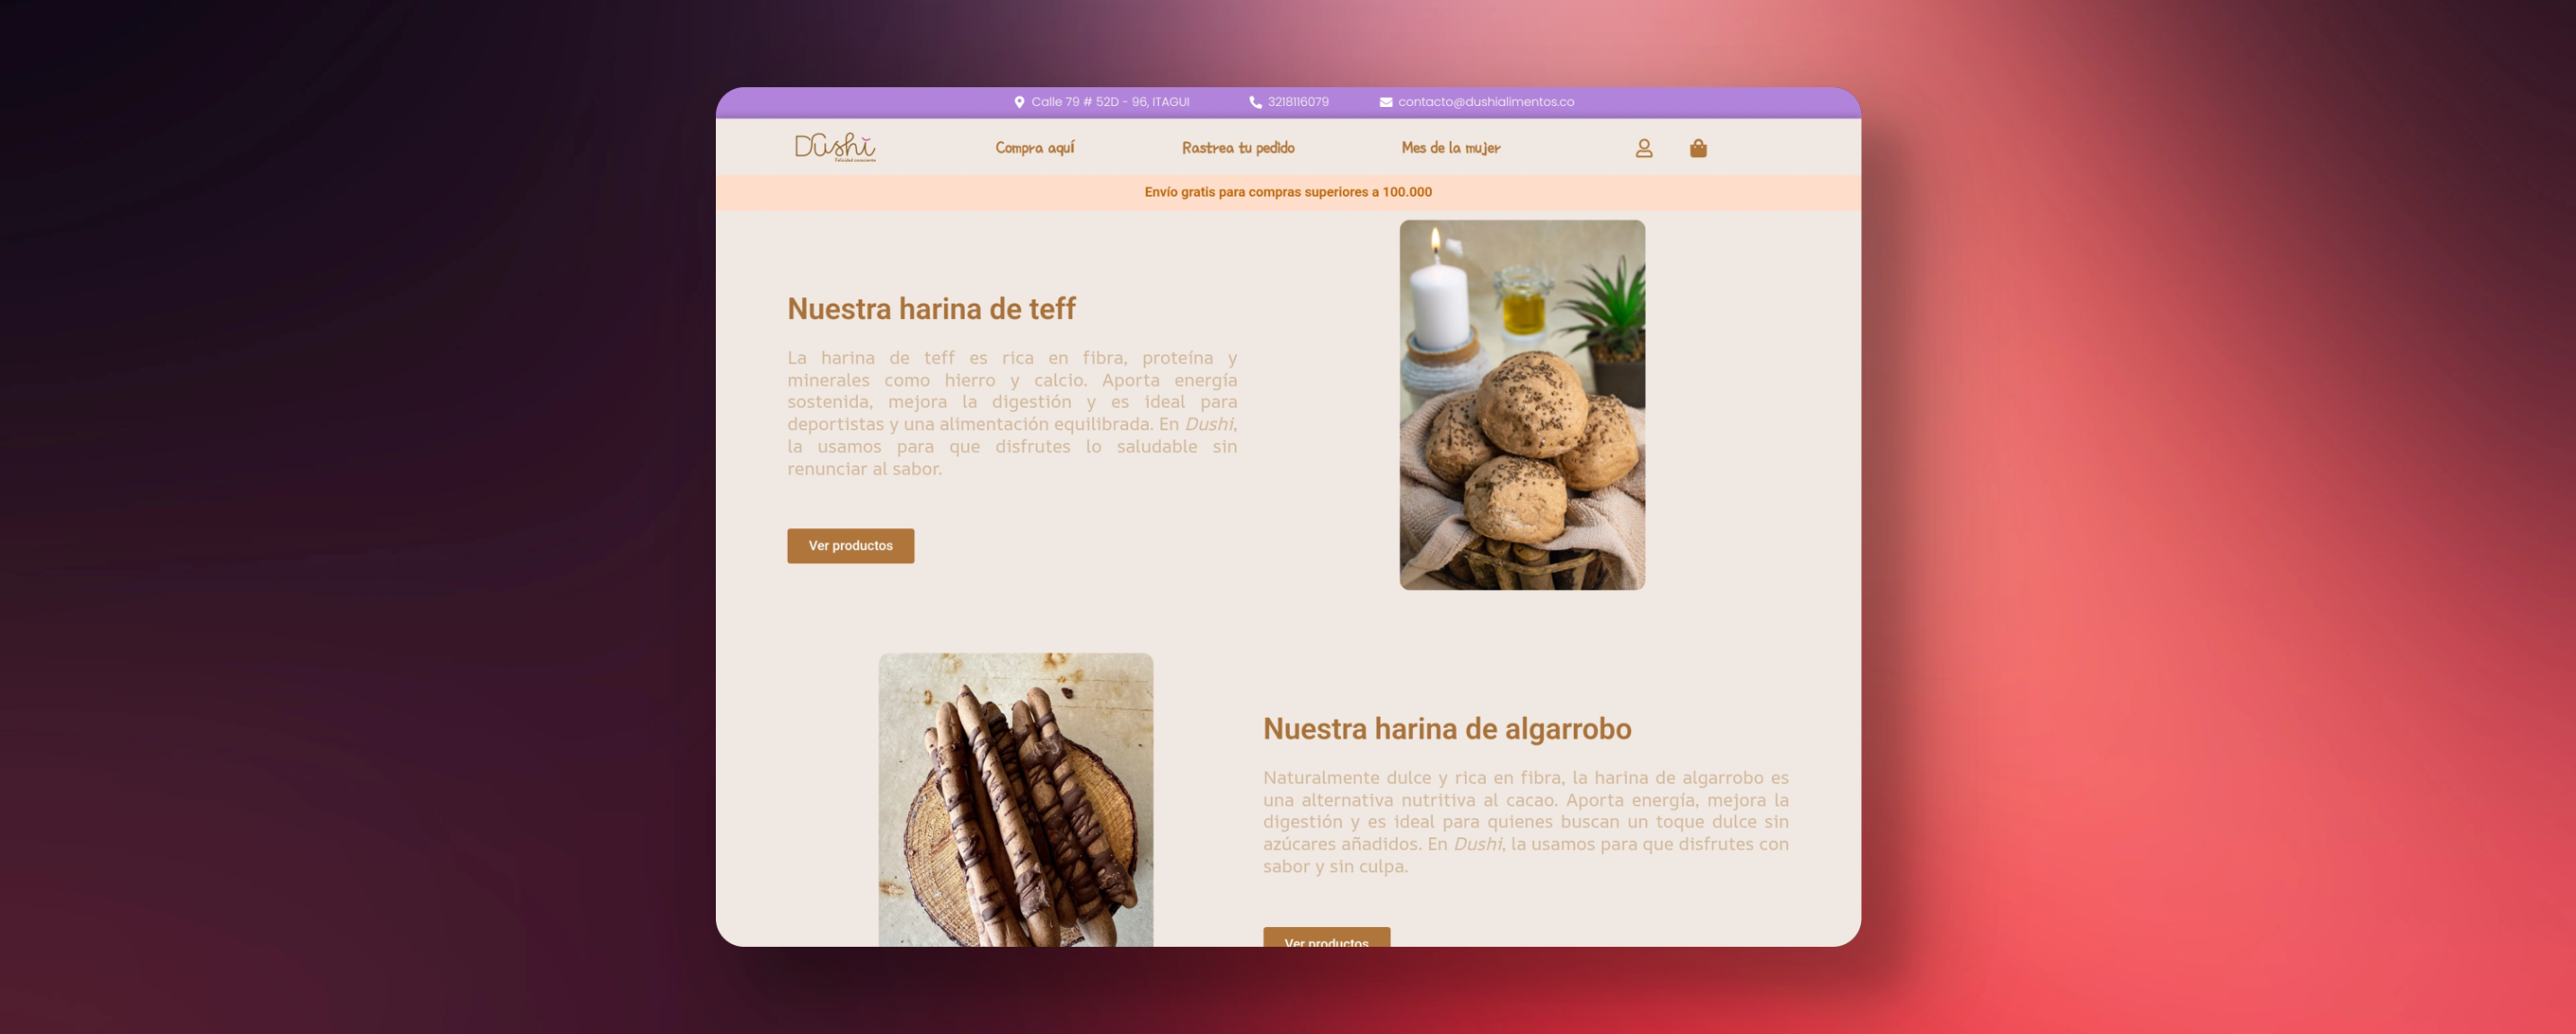 Calle 79 # 52D - 96, ITAGUI
3218116079
contacto@dushialimentos.co
Dushi
Felicidad consciente
Compra aquí
Rastrea tu pedido
Mes de la mujer
Envío gratis para compras superiores a 100.000
Nuestra harina de teff
La harina de teff es rica en fibra, proteína y
minerales como hierro y calcio. Aporta energía
sostenida, mejora la digestión y es ideal para
deportistas y una alimentación equilibrada. En Dushi,
la usamos para que disfrutes lo saludable sin
renunciar al sabor.
Ver productos
Nuestra harina de algarrobo
Naturalmente dulce y rica en fibra, la harina de algarrobo es
una alternativa nutritiva al cacao. Aporta energía, mejora la
digestión y es ideal para quienes buscan un toque dulce sin
azúcares añadidos. En Dushi, la usamos para que disfrutes con
sabor y sin culpa.
Ver productos